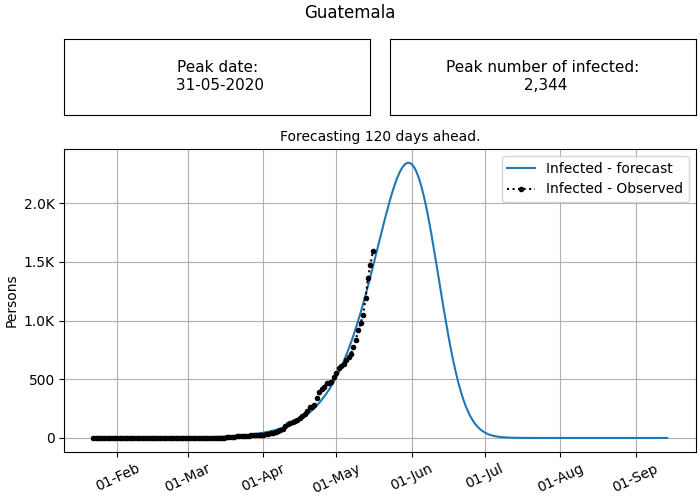 Guatemala
Peak date:
31-05-2020
Peak number of infected:
2,344
Forecasting 120 days ahead.
Infected - forecast
Infected - Observed
Persons
2.0K
1.5K
1.0K
500
0
01-Feb
01-Mar
01-Apr
01-May
01-Jun
01-Jul
01-Aug
01-Sep